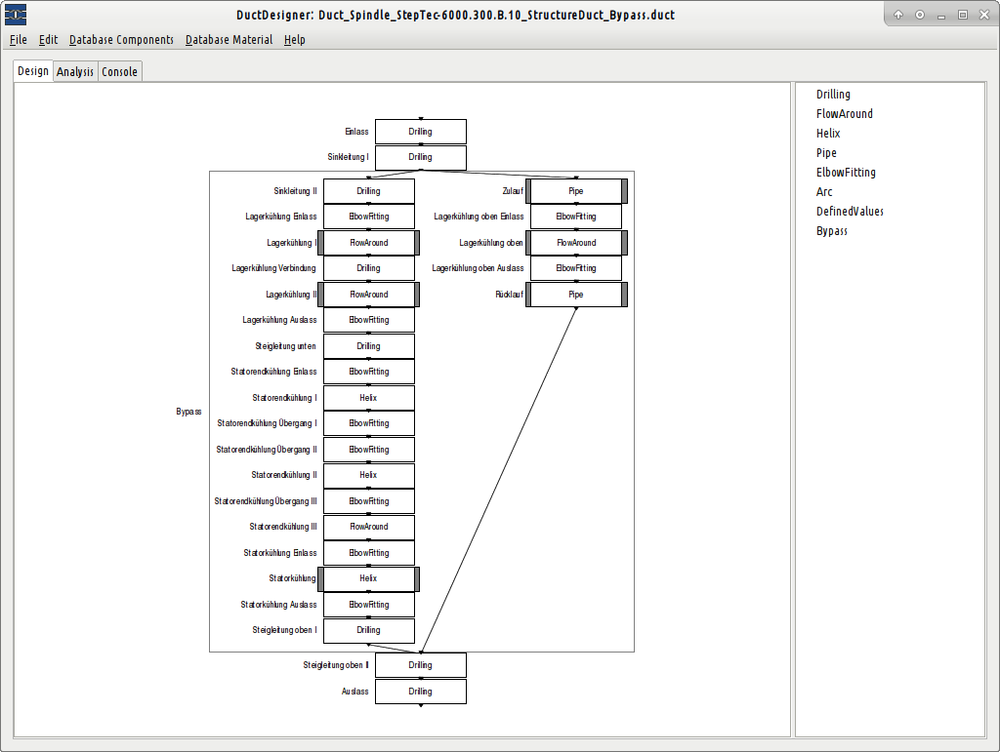 DuctDesigner: Duct_Spindle_StepTec-6000.300.B.10_StructureDuct_Bypass.duct
File Edit Database Components Database Material Help
Design Analysis Console
Einlass Drilling
Sinkleitung I Drilling
Bypass
Sinkleitung II Drilling
Lagerkühlung Einlass ElbowFitting
Lagerkühlung I FlowAround
Lagerkühlung Verbindung Drilling
Lagerkühlung II FlowAround
Lagerkühlung Auslass ElbowFitting
Steigleitung unten Drilling
Statorendkühlung Einlass ElbowFitting
Statorendkühlung I Helix
Statorendkühlung Übergang I ElbowFitting
Statorendkühlung Übergang II ElbowFitting
Statorendkühlung II Helix
Statorendkühlung Übergang III ElbowFitting
Statorendkühlung III FlowAround
Statorkühlung Einlass ElbowFitting
Statorkühlung Helix
Statorkühlung Auslass ElbowFitting
Steigleitung oben I Drilling
Zulauf Pipe
Lagerkühlung oben Einlass ElbowFitting
Lagerkühlung oben FlowAround
Lagerkühlung oben Auslass ElbowFitting
Rücklauf Pipe
Steigleitung oben II Drilling
Auslass Drilling
Drilling
FlowAround
Helix
Pipe
ElbowFitting
Arc
DefinedValues
Bypass